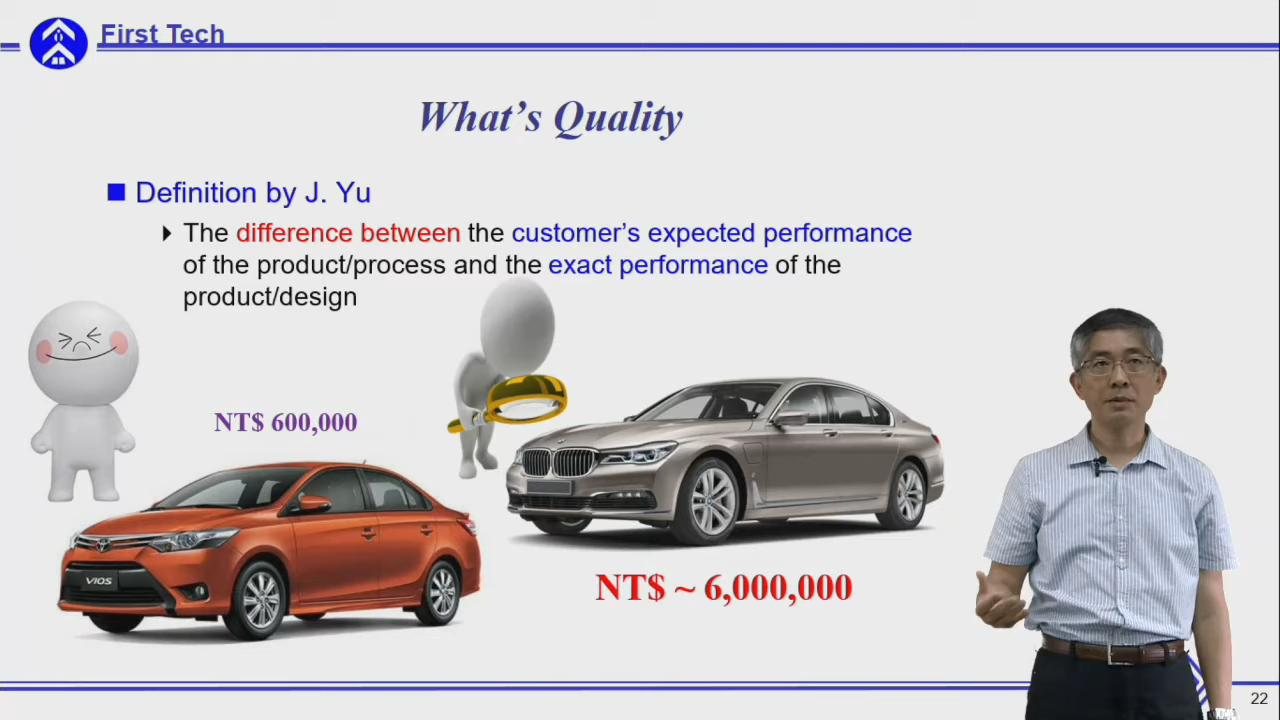 First Tech
What's Quality
Definition by J. Yu
The difference between the customer's expected performance
of the product/process and the exact performance of the
product/design
NT$ 600,000
VIOS
NT$ ~ 6,000,000
22